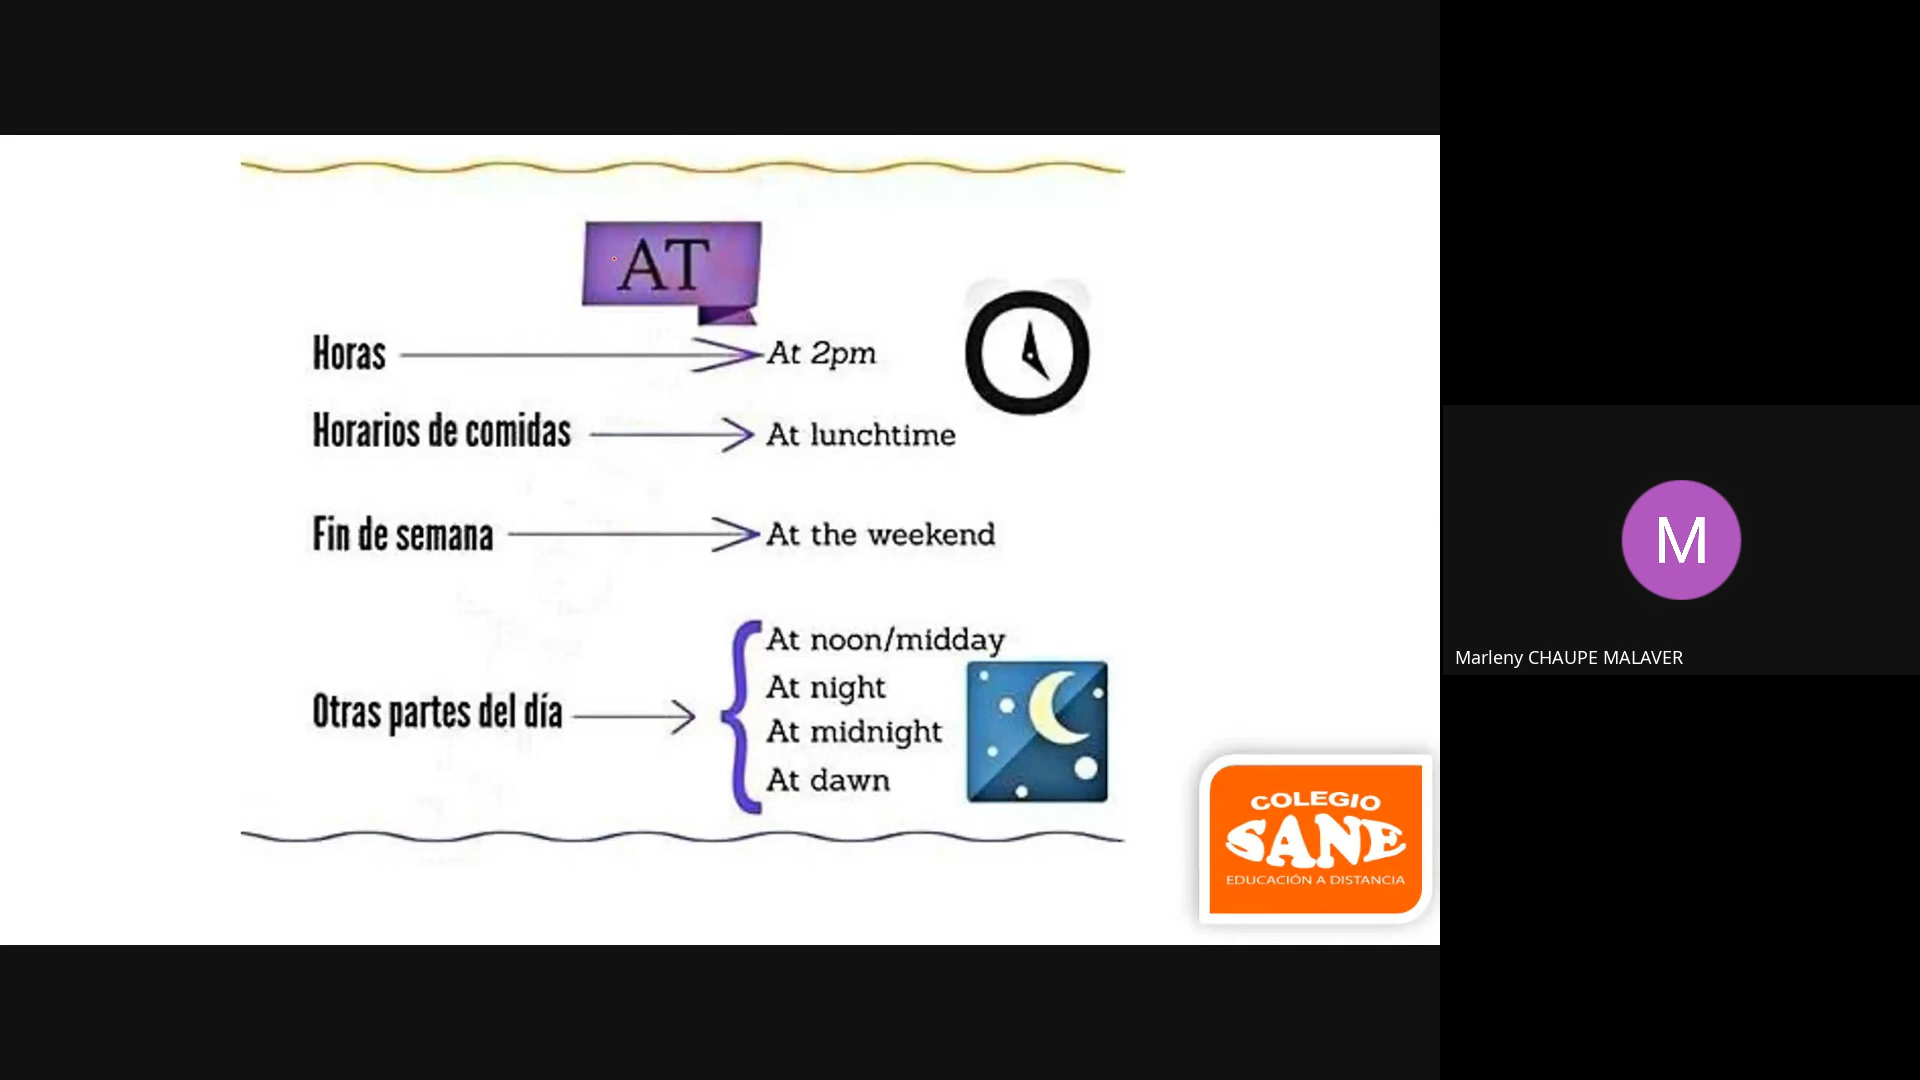 AT
Horas At 2pm
Horarios de comidas At lunchtime
Fin de semana At the weekend
At noon/midday
At night
Otras partes del día
At midnight
At dawn
COLEGIO
SANE
EDUCACIÓN A DISTANCIA
M
Marleny CHAUPE MALAVER